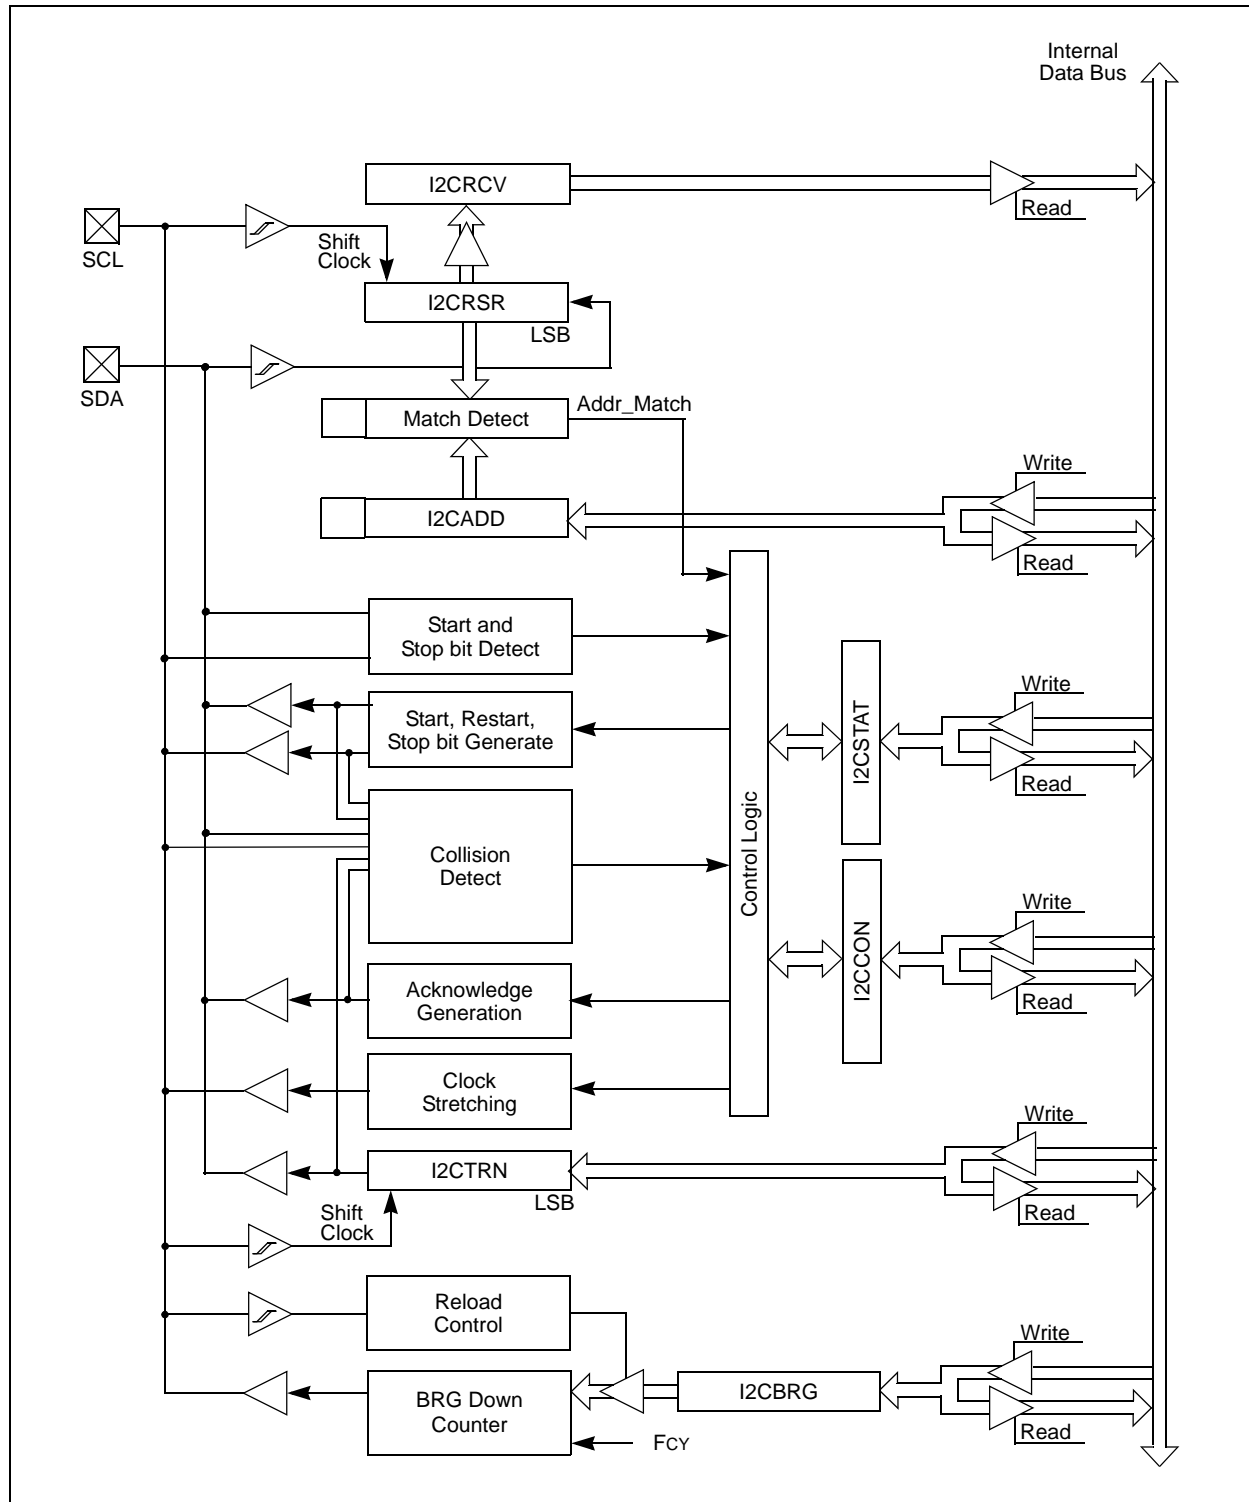 Internal
Data Bus
I2CRCV
Read
SCL
Shift
Clock
I2CRSR
LSB
SDA
Match Detect
Addr_Match
Write
I2CADD
Read
Start and
Stop bit Detect
Write
Start, Restart,
Stop bit Generate
I2CSTAT
Read
Control Logic
Collision
Detect
Write
I2CCON
Read
Acknowledge
Generation
Clock
Stretching
Write
I2CTRN
LSB
Read
Shift
Clock
Reload
Control
Write
I2CBRG
BRG Down
Counter
Read
FCY